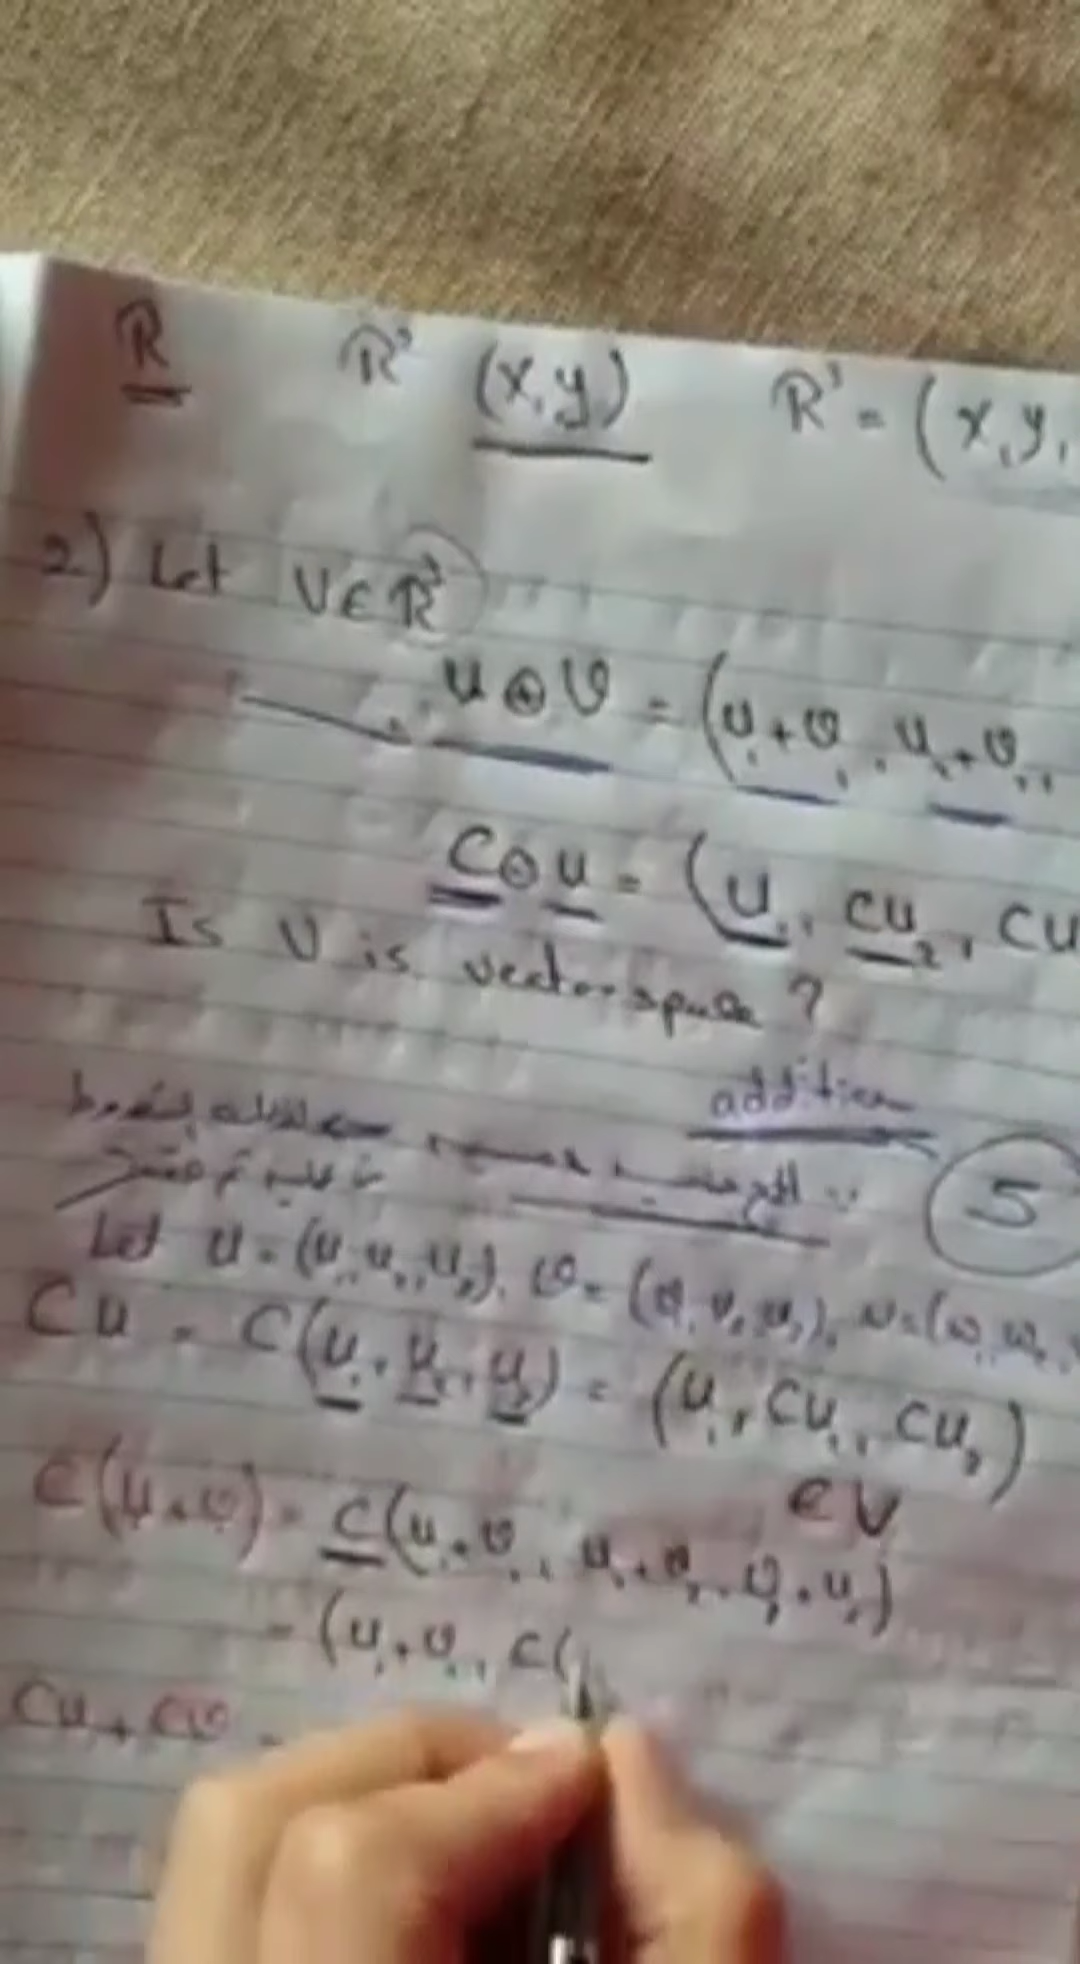 R R² (x,y) R³ = (x,y,
2) Let V∈R³
u⊕v = (u₁+v₁, u₂+v₂,
C⊙u = (u₁, cu₂, cu
Is V is vector space ?
addition
5
Let u = (u₁,u₂,u₃), v = (v₁,v₂,v₃), w=(w₁,w₂,
Cu = C(u₁,u₂,u₃) = (u₁, Cu₂, Cu₃)
C(u+v) = C(u₁+v₁, u₂+v₂, v₃+u₃) ∈V
= (u₁+v₁, C(
Cu+Cv =